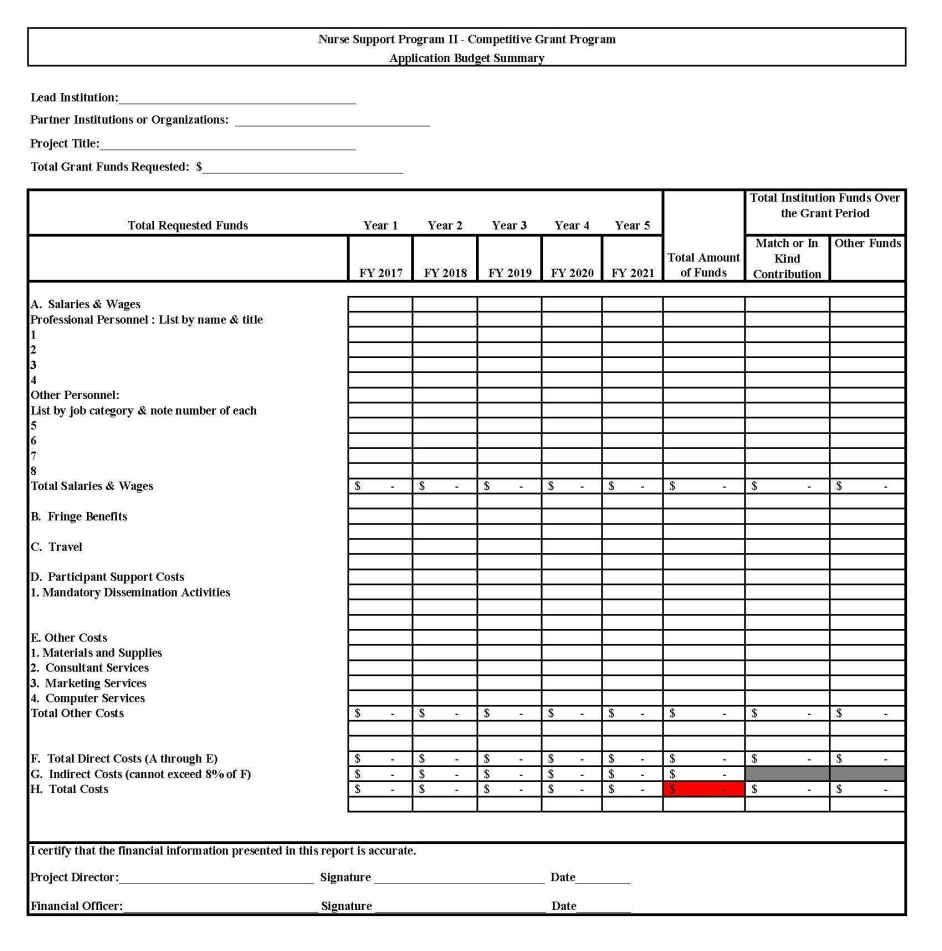 Nurse Support Program II - Competitive Grant Program
Application Budget Summary
Lead Institution:
Partner Institutions or Organizations:
Project Title:
Total Grant Funds Requested: $
Total Requested Funds Year 1 Year 2 Year 3 Year 4 Year 5 Total Amount of Funds Total Institution Funds Over the Grant Period
FY 2017 FY 2018 FY 2019 FY 2020 FY 2021 Match or In Kind Contribution Other Funds
A. Salaries & Wages
Professional Personnel : List by name & title
1
2
3
4
Other Personnel:
List by job category & note number of each
5
6
7
8
Total Salaries & Wages $ - $ - $ - $ - $ - $ - $ - $ -
B. Fringe Benefits
C. Travel
D. Participant Support Costs
1. Mandatory Dissemination Activities
E. Other Costs
1. Materials and Supplies
2. Consultant Services
3. Marketing Services
4. Computer Services
Total Other Costs $ - $ - $ - $ - $ - $ - $ - $ -
F. Total Direct Costs (A through E) $ - $ - $ - $ - $ - $ - $ - $ -
G. Indirect Costs (cannot exceed 8% of F) $ - $ - $ - $ - $ - $ -
H. Total Costs $ - $ - $ - $ - $ - $ - $ - $ -
I certify that the financial information presented in this report is accurate.
Project Director: Signature Date
Financial Officer: Signature Date